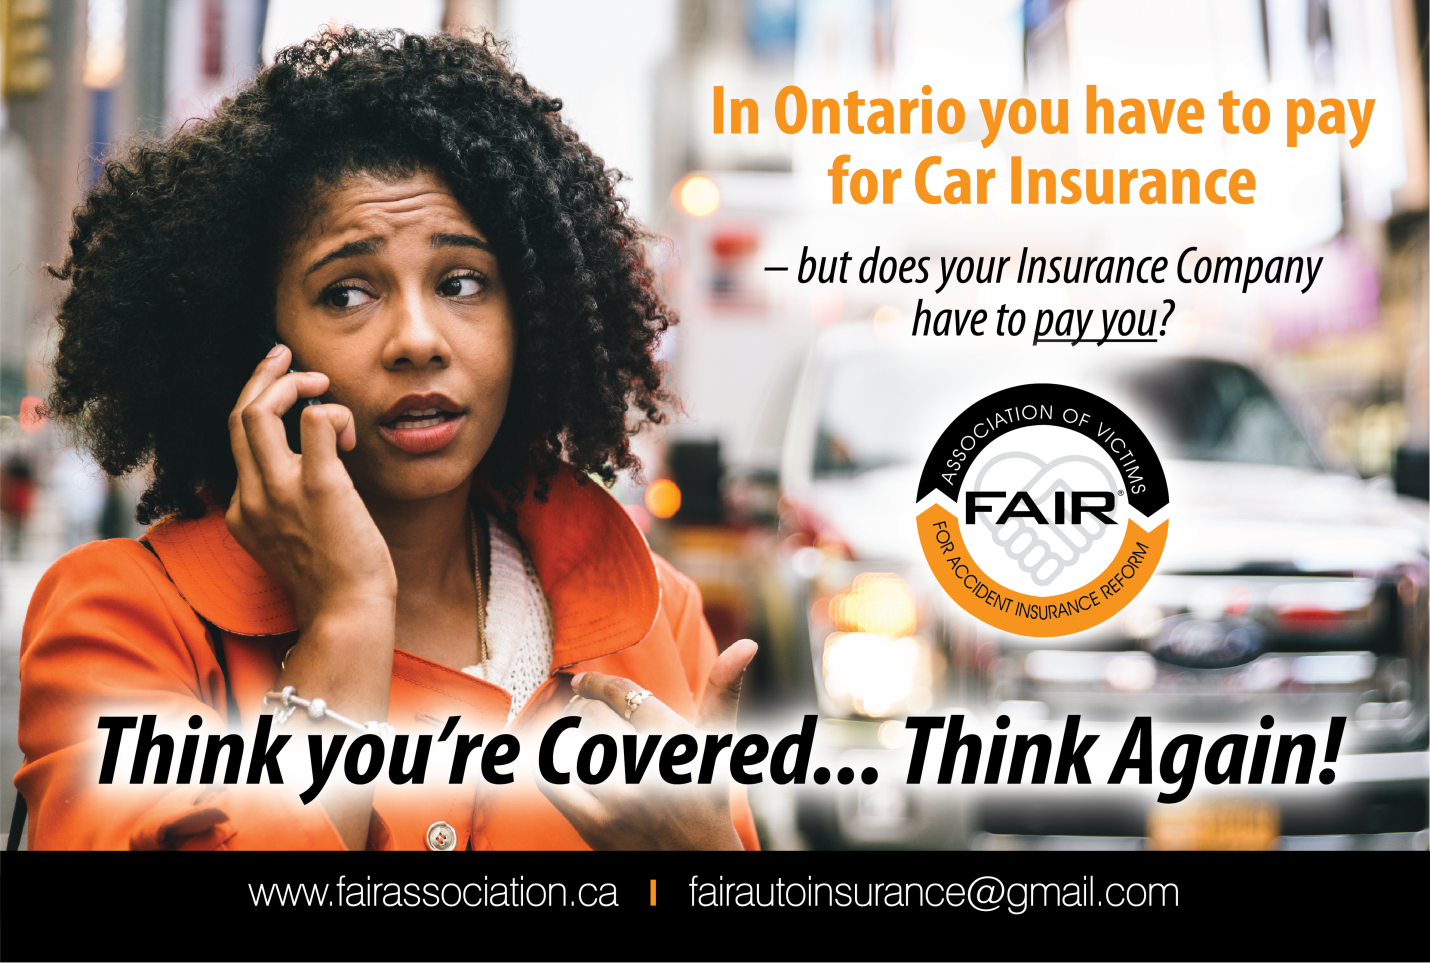 In Ontario you have to pay
for Car Insurance
– but does your Insurance Company
have to pay you?
ASSOCIATION OF VICTIMS
FAIR®
FOR ACCIDENT INSURANCE REFORM
Think you're Covered... Think Again!
www.fairassociation.ca | fairautoinsurance@gmail.com